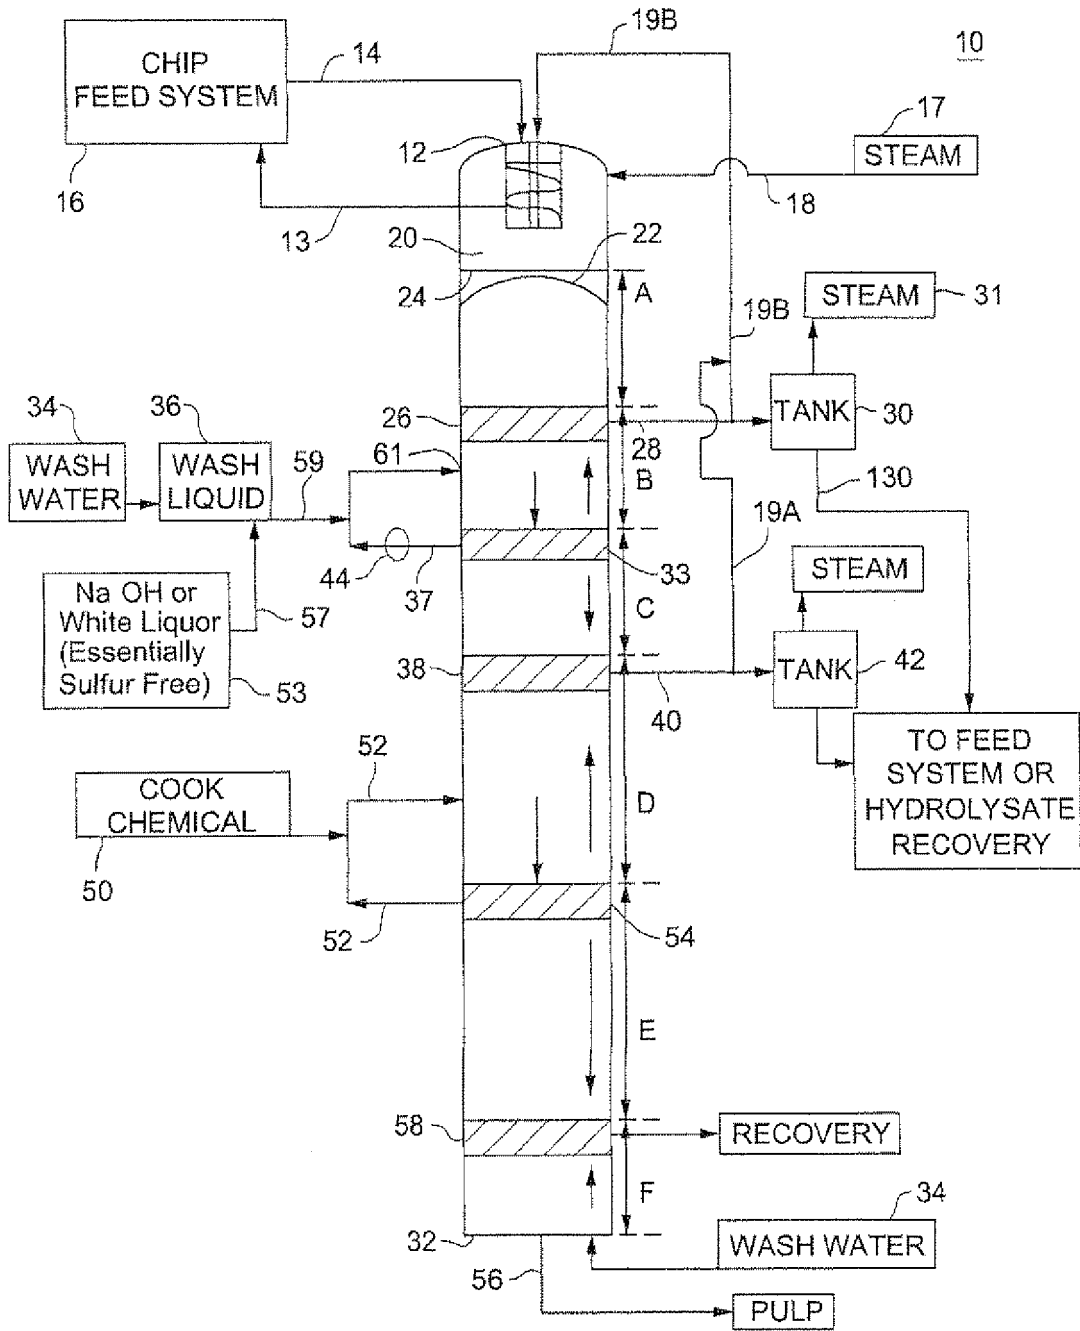 19B
10
CHIP
FEED SYSTEM
14
17
STEAM
12
16
18
13
20
22
24
A
STEAM
31
19B
TANK
30
34
36
26
28
WASH
WATER
WASH
LIQUID
59
61
B
130
19A
44
37
33
STEAM
Na OH or
White Liquor
(Essentially
Sulfur Free)
57
53
C
38
TANK
42
40
52
COOK
CHEMICAL
50
D
TO FEED
SYSTEM OR
HYDROLYSATE
RECOVERY
52
54
E
58
RECOVERY
F
34
32
WASH WATER
56
PULP